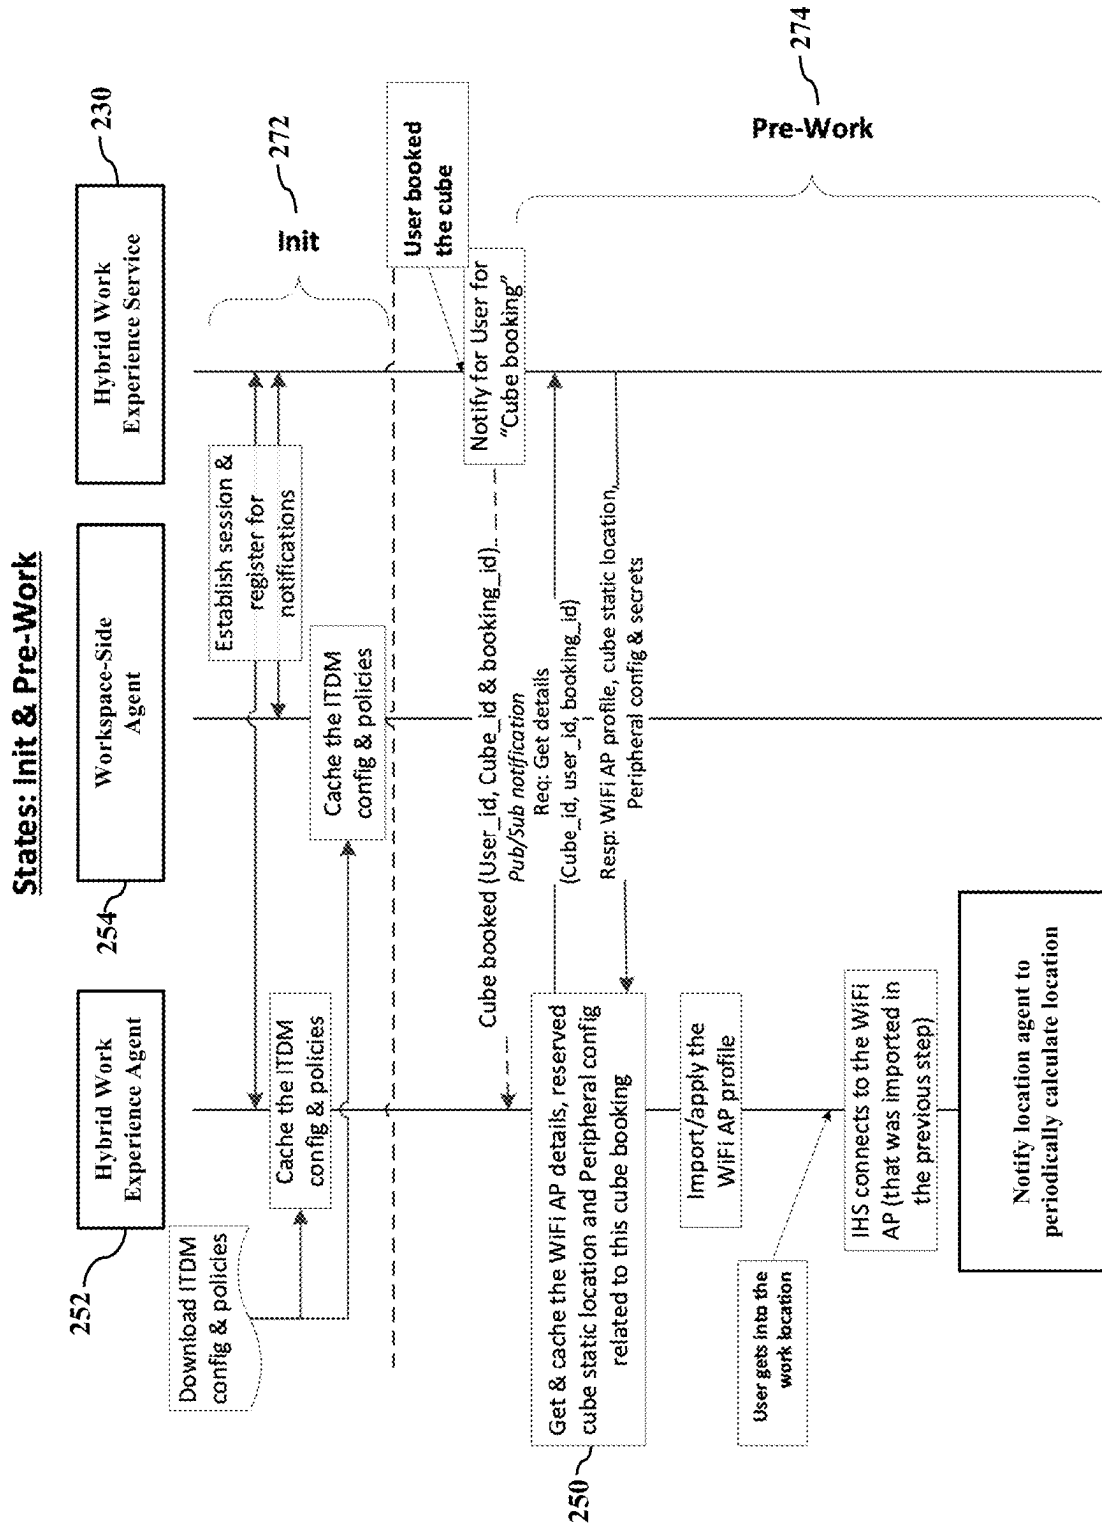 States: Init & Pre-Work
252
Hybrid Work
Experience Agent
254
Workspace-Side
Agent
Hybrid Work
Experience Service
230
Download ITDM
config & policies
Establish session &
register for
notifications
Init
272
Cache the ITDM
config & policies
Cache the ITDM
config & policies
User booked
the cube
Notify for User for
"Cube booking"
Cube booked (User_id, Cube_id & booking_id)
Pub/Sub notification
Req: Get details
(Cube_id, user_id, booking_id)
Resp: WiFi AP profile, cube static location,
Peripheral config & secrets
Pre-Work
274
250
Get & cache the WiFi AP details, reserved
cube static location and Peripheral config
related to this cube booking
Import/apply the
WiFi AP profile
User gets into the
work location
IHS connects to the WiFi
AP (that was imported in
the previous step)
Notify location agent to
periodically calculate location